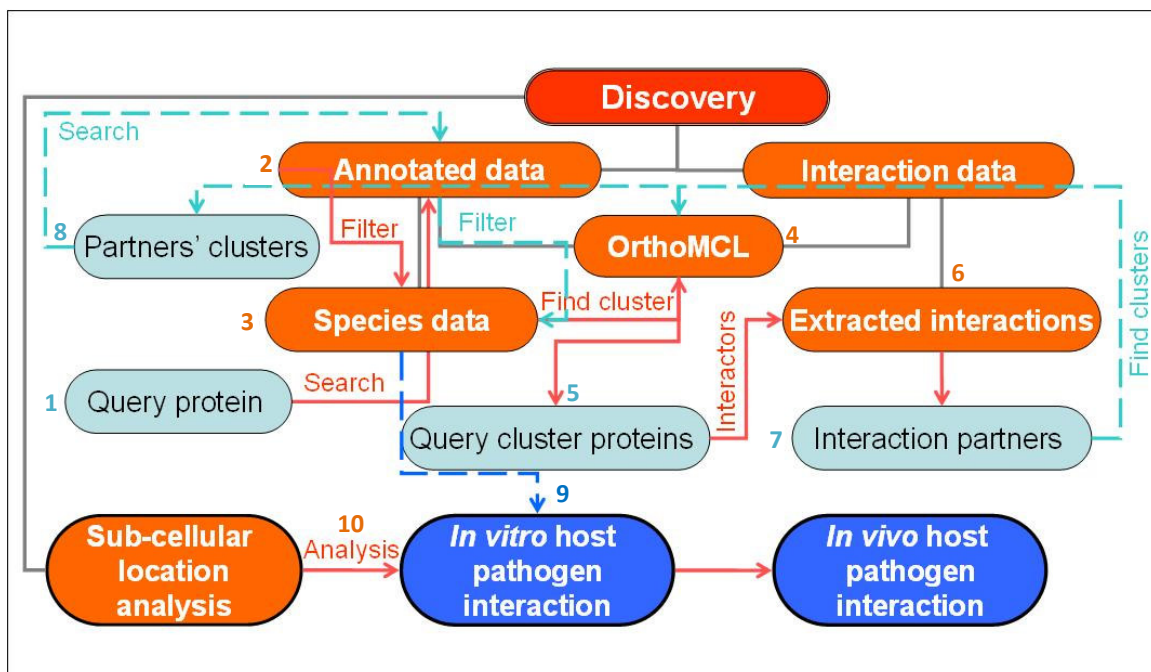 Discovery
Search
2
Annotated data
Interaction data
8
Partners’ clusters
Filter
Filter
OrthoMCL
4
6
3
Species data
Find cluster
Extracted interactions
Find clusters
1
Query protein
Search
5
Query cluster proteins
Interactors
7
Interaction partners
9
Sub-cellular
location
analysis
10
Analysis
In vitro host
pathogen
interaction
In vivo host
pathogen
interaction